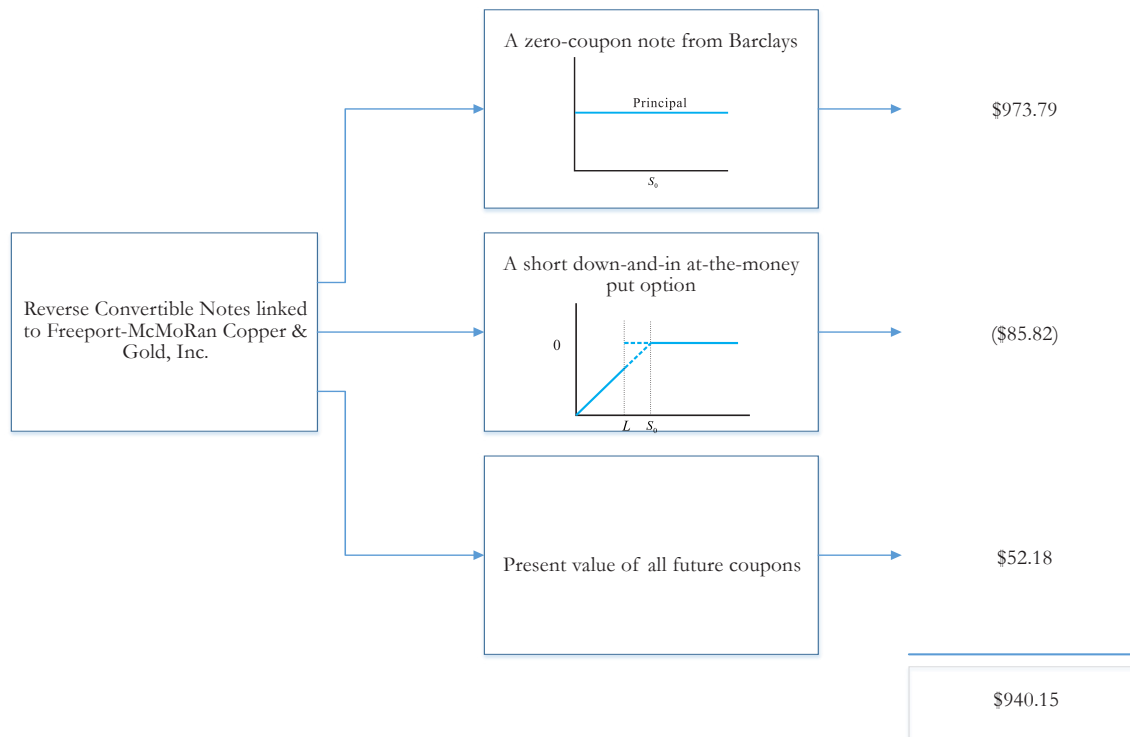 A zero-coupon note from Barclays
Principal
S₀
$973.79
Reverse Convertible Notes linked
to Freeport-McMoRan Copper &
Gold, Inc.
A short down-and-in at-the-money
put option
0
L S₀
($85.82)
Present value of all future coupons
$52.18
$940.15